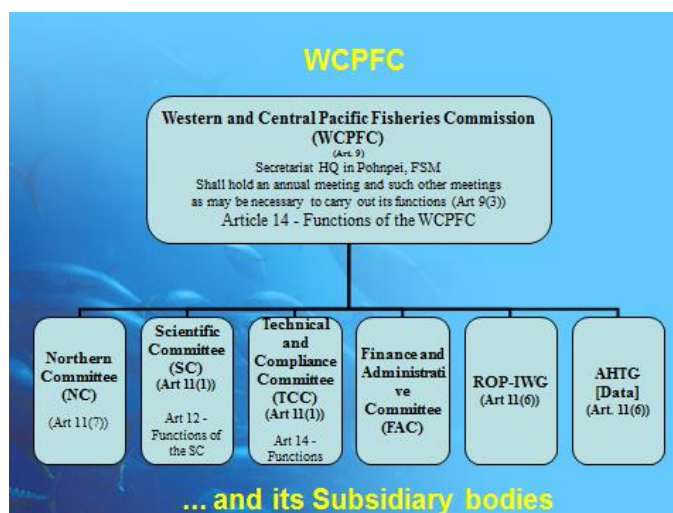 WCPFC
Western and Central Pacific Fisheries Commission
(WCPFC)
(Art. 9)
Secretariat HQ in Pohnpei, FSM
Shall hold an annual meeting and such other meetings
as may be necessary to carry out its functions (Art 9(3))
Article 14 - Functions of the WCPFC
Northern
Committee
(NC)
(Art 11(7))
Scientific
Committee
(SC)
(Art 11(1))
Art 12 -
Functions of
the SC
Technical
and
Compliance
Committee
(TCC)
(Art 11(1))
Art 14 -
Functions
Finance and
Administrati
ve
Committee
(FAC)
ROP-IWG
(Art 11(6))
AHTG
[Data]
(Art. 11(6))
... and its Subsidiary bodies